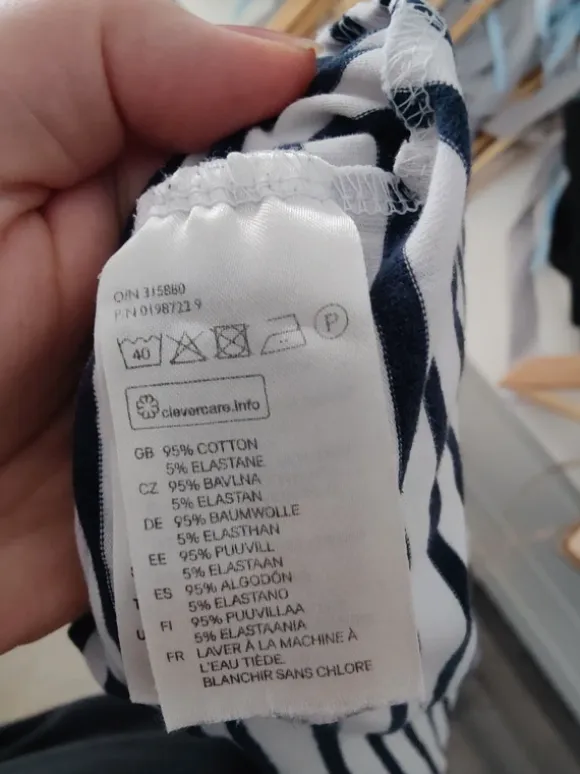 O/N 315880
P/N 0198722 9
40
P
clevercare.info
GB 95% COTTON
5% ELASTANE
CZ 95% BAVLNA
5% ELASTAN
DE 95% BAUMWOLLE
5% ELASTHAN
EE 95% PUUVILL
5% ELASTAAN
ES 95% ALGODÓN
5% ELASTANO
FI 95% PUUVILLAA
5% ELASTAANIA
FR LAVER À LA MACHINE À
L'EAU TIÈDE.
BLANCHIR SANS CHLORE